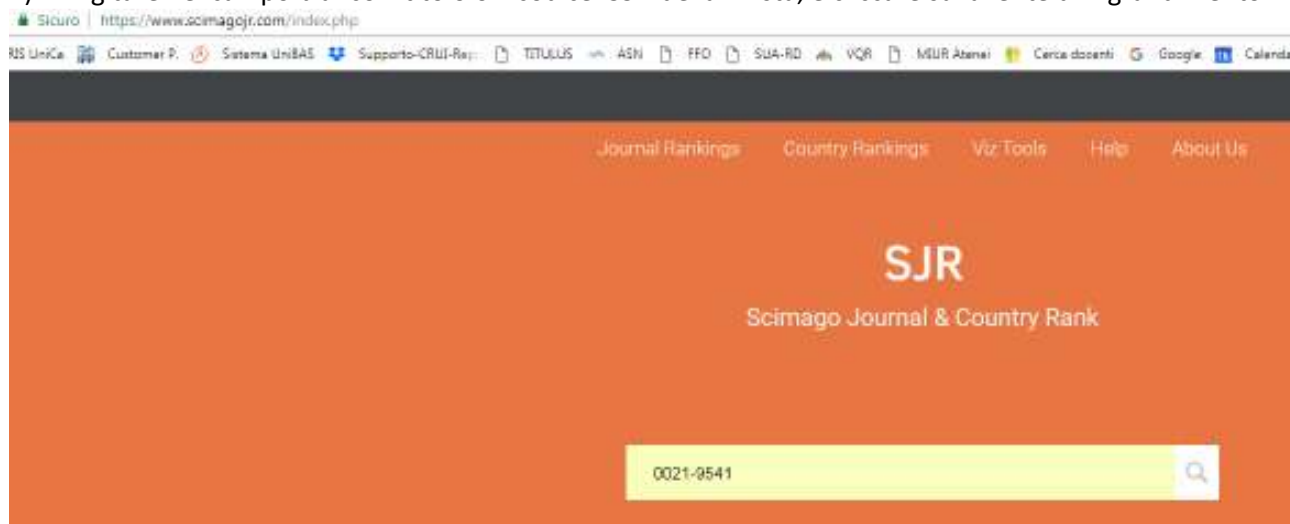 Sicuro | https://www.scimagojr.com/index.php
RIS UniCa Customer P. Sistema UniBAS Supporto-CRUI-Rep TITULUS ASN FFO SUA-RD VQR MIUR Atenei Cerca docenti Google Calenda
Journal Rankings Country Rankings Viz Tools Help About Us
SJR
Scimago Journal & Country Rank
0021-9541